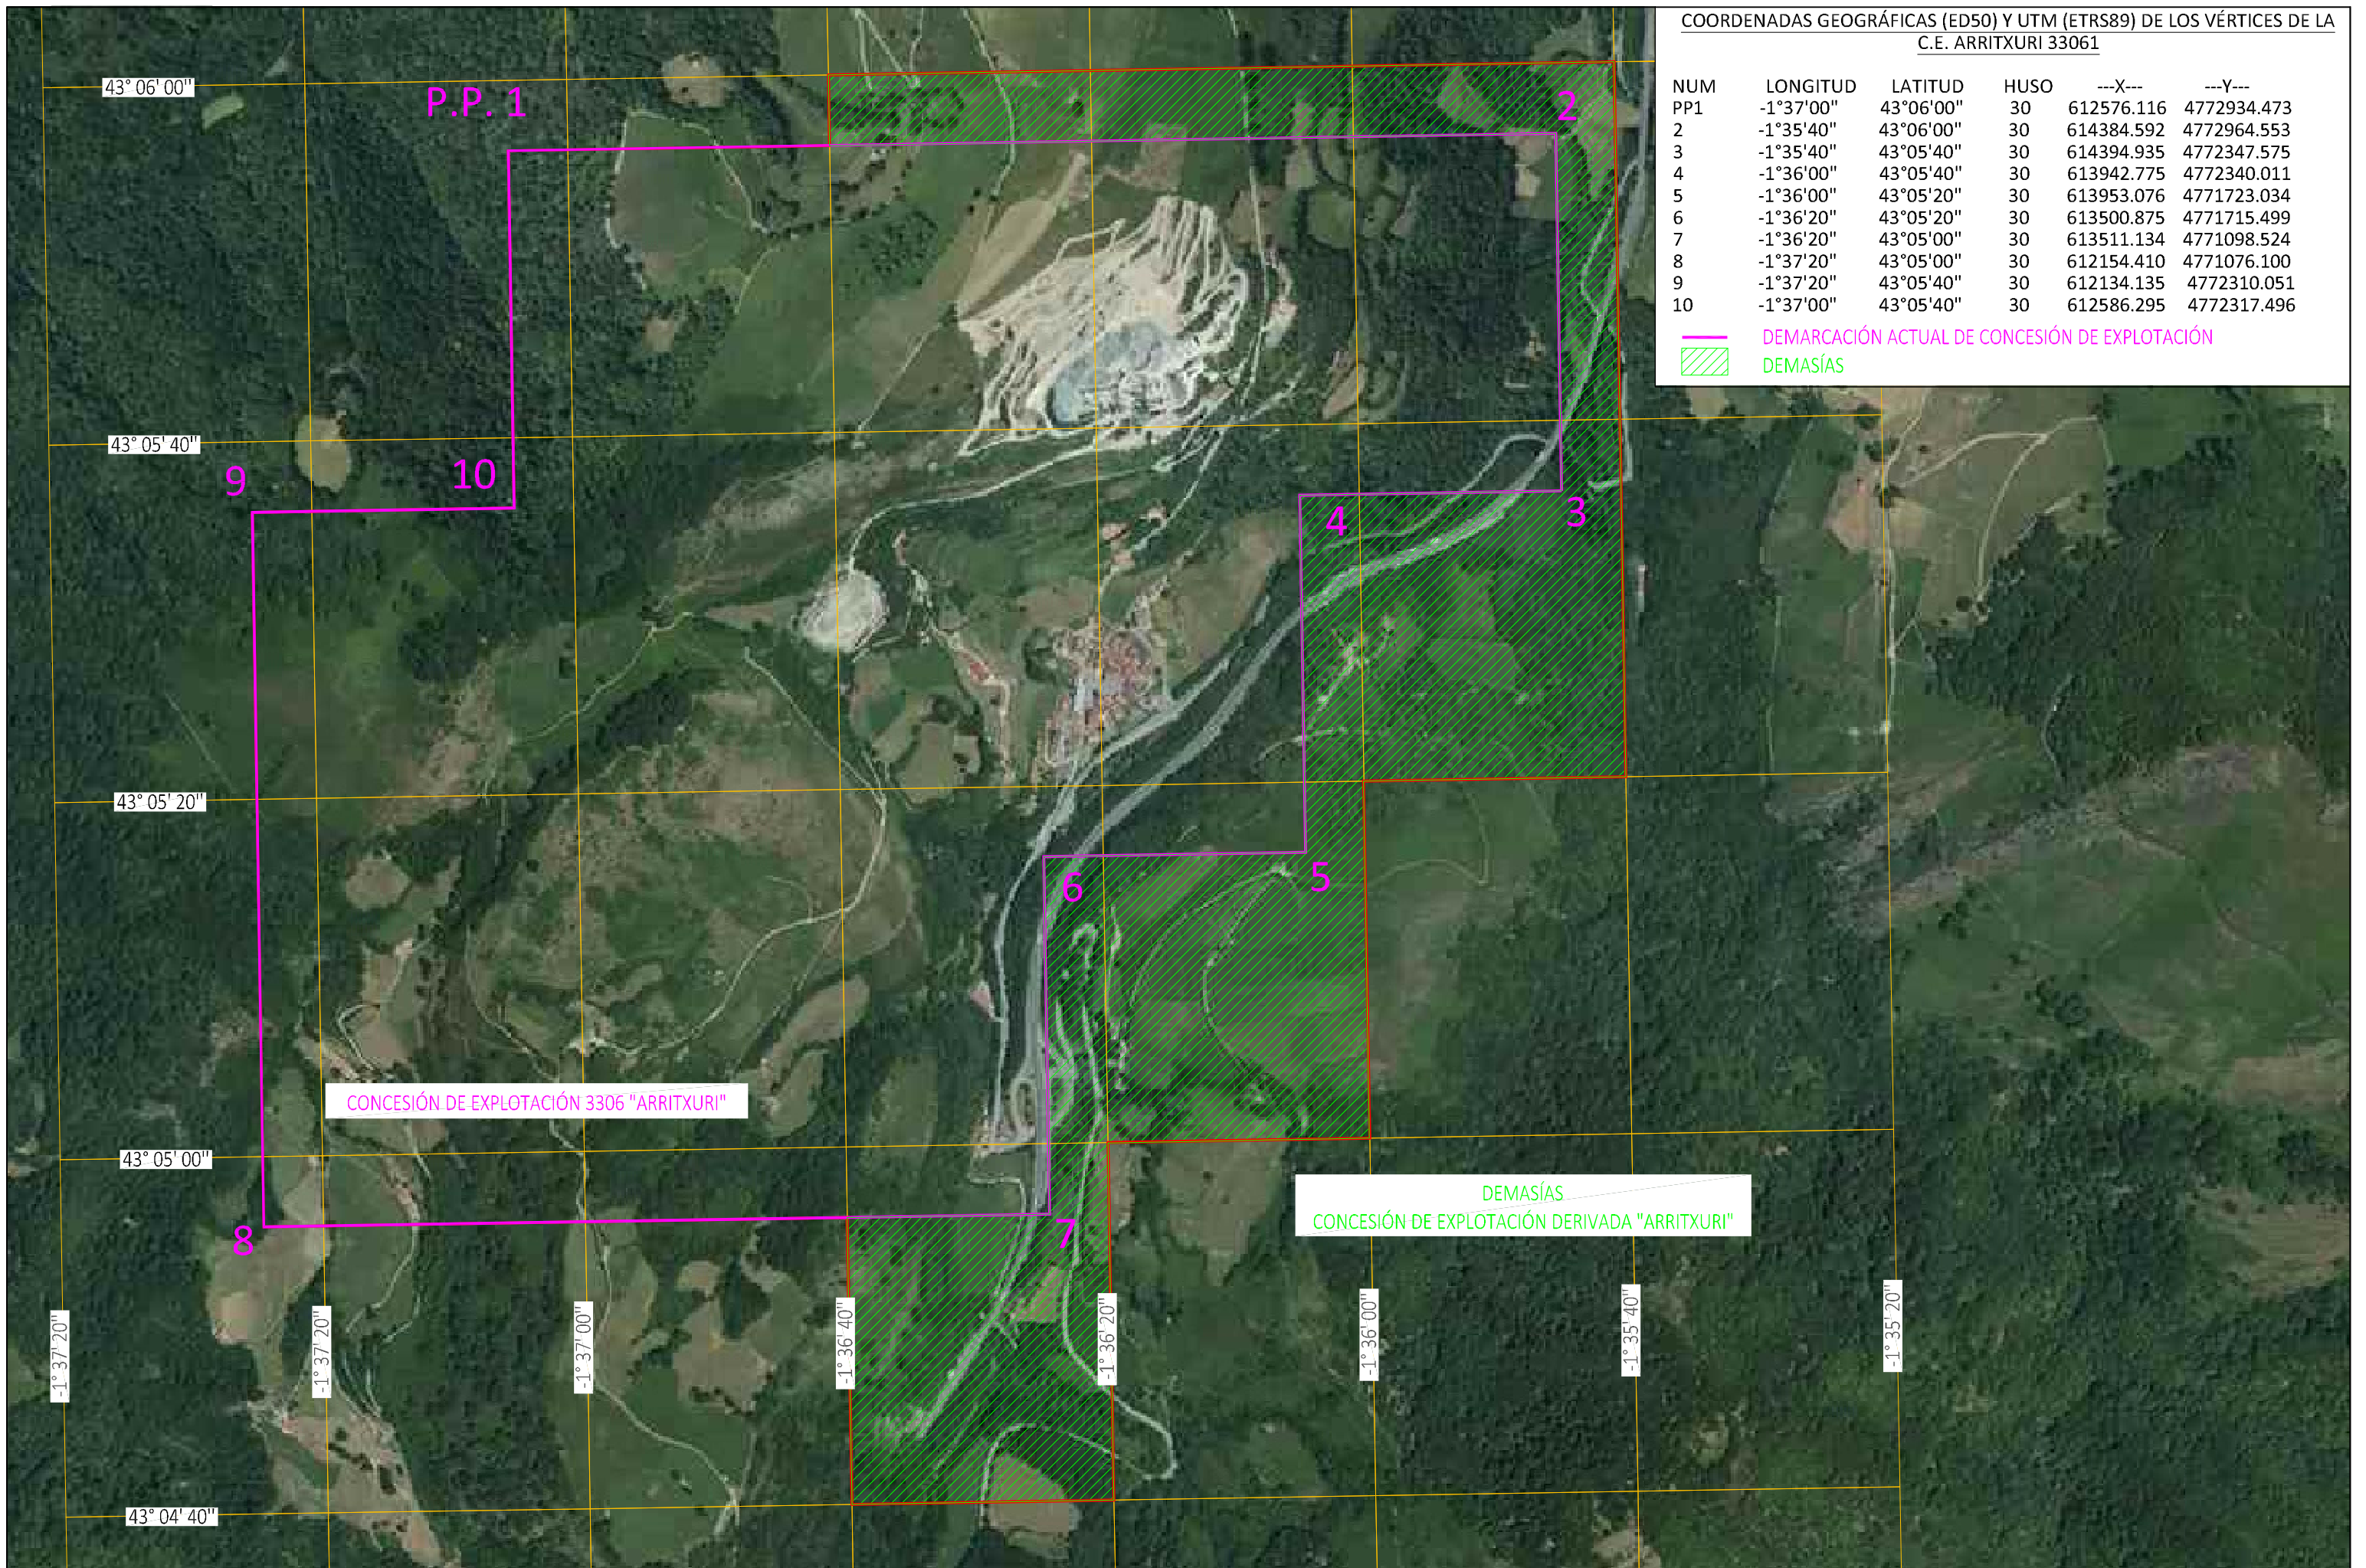 COORDENADAS GEOGRÁFICAS (ED50) Y UTM (ETRS89) DE LOS VÉRTICES DE LA
C.E. ARRITXURI 33061
NUM LONGITUD LATITUD HUSO ---X--- ---Y---
PP1 -1°37'00" 43°06'00" 30 612576.116 4772934.473
2 -1°35'40" 43°06'00" 30 614384.592 4772964.553
3 -1°35'40" 43°05'40" 30 614394.935 4772347.575
4 -1°36'00" 43°05'40" 30 613942.775 4772340.011
5 -1°36'00" 43°05'20" 30 613953.076 4771723.034
6 -1°36'20" 43°05'20" 30 613500.875 4771715.499
7 -1°36'20" 43°05'00" 30 613511.134 4771098.524
8 -1°37'20" 43°05'00" 30 612154.410 4771076.100
9 -1°37'20" 43°05'40" 30 612134.135 4772310.051
10 -1°37'00" 43°05'40" 30 612586.295 4772317.496
DEMARCACIÓN ACTUAL DE CONCESIÓN DE EXPLOTACIÓN
DEMASÍAS
43° 06' 00"
P.P. 1
2
43° 05' 40"
9
10
3
4
43° 05' 20"
5
6
CONCESIÓN DE EXPLOTACIÓN 3306 "ARRITXURI"
43° 05' 00"
DEMASÍAS
CONCESIÓN DE EXPLOTACIÓN DERIVADA "ARRITXURI"
8
7
-1° 37' 20"
-1° 37' 20"
-1° 37' 00"
-1° 36' 40"
-1° 36' 20"
-1° 36' 00"
-1° 35' 40"
-1° 35' 20"
43° 04' 40"